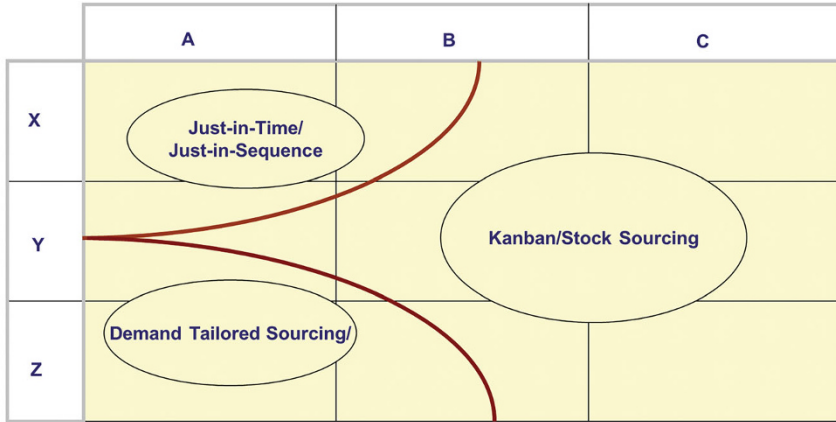 A
B
C
X
Just-in-Time/
Just-in-Sequence
Y
Kanban/Stock Sourcing
Demand Tailored Sourcing/
Z